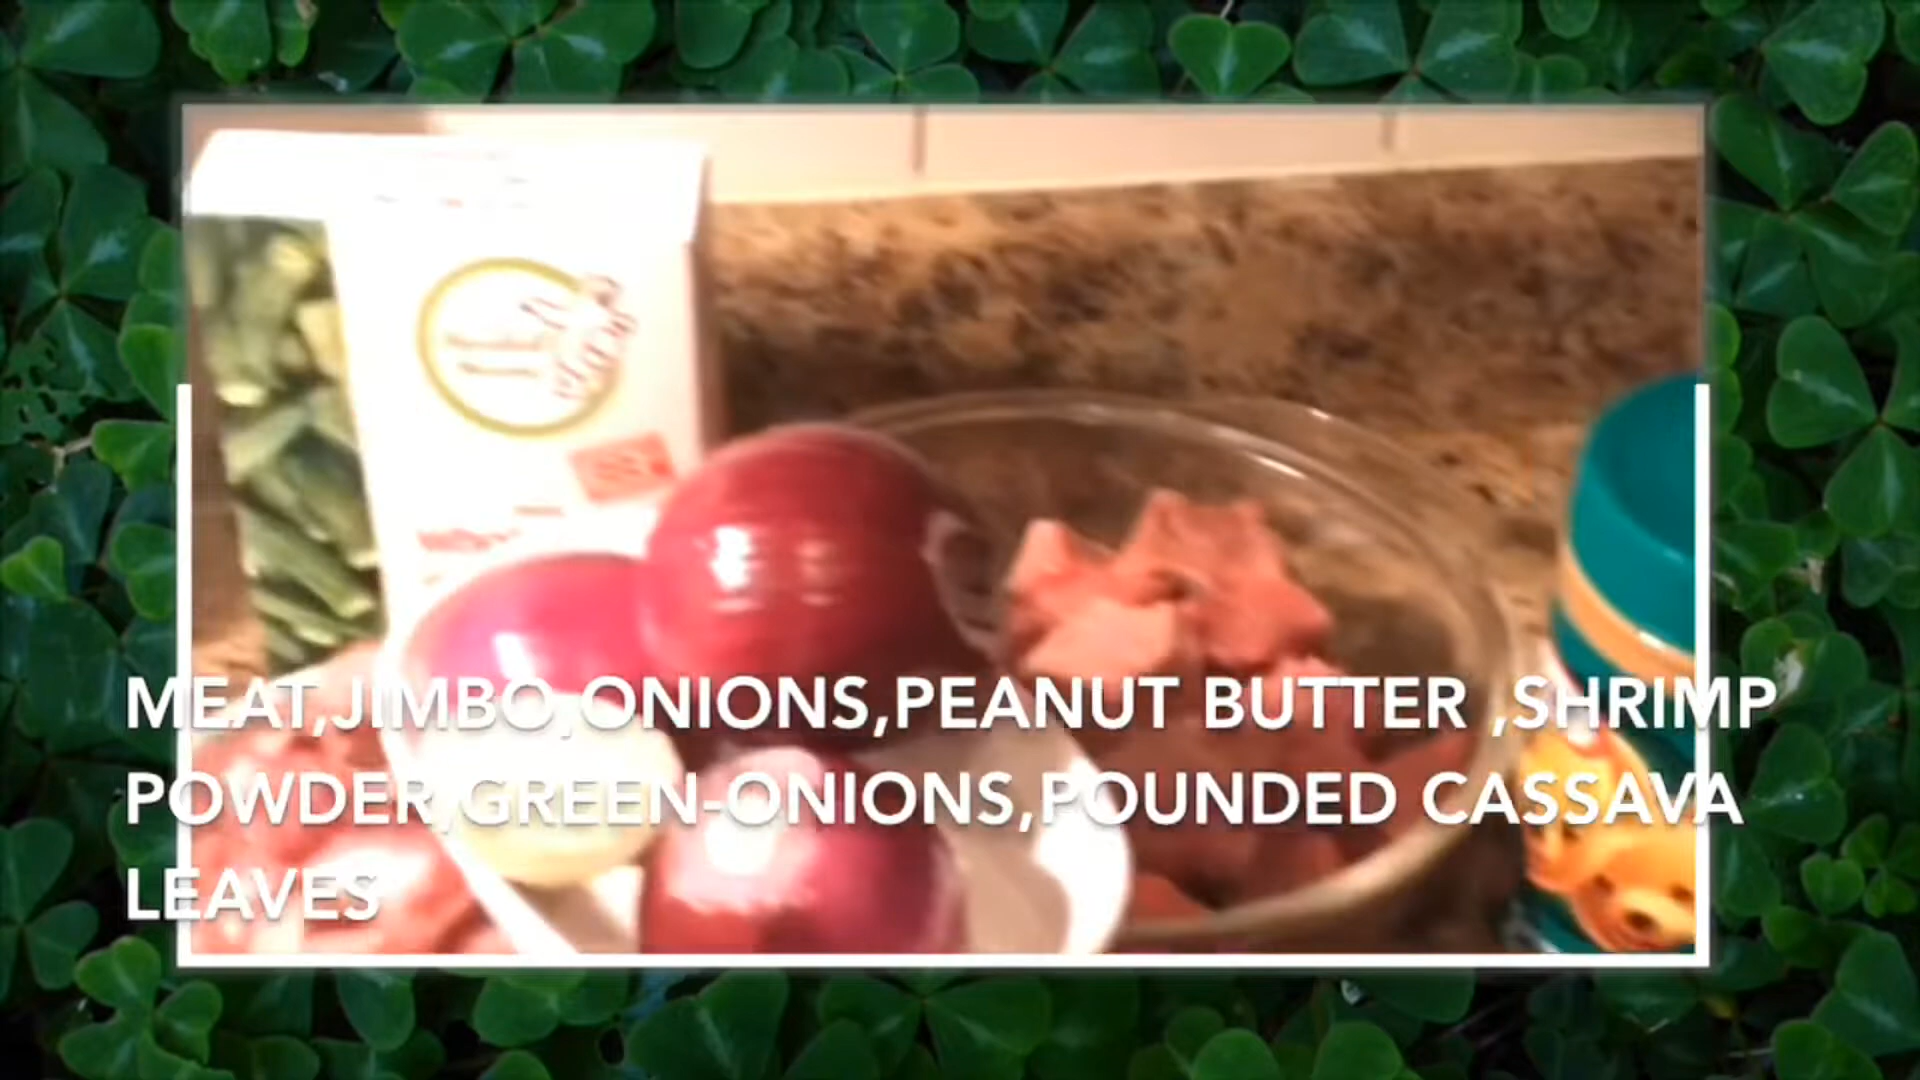 MEAT,JIMBO,ONIONS,PEANUT BUTTER ,SHRIMP
POWDER,GREEN-ONIONS,POUNDED CASSAVA
LEAVES